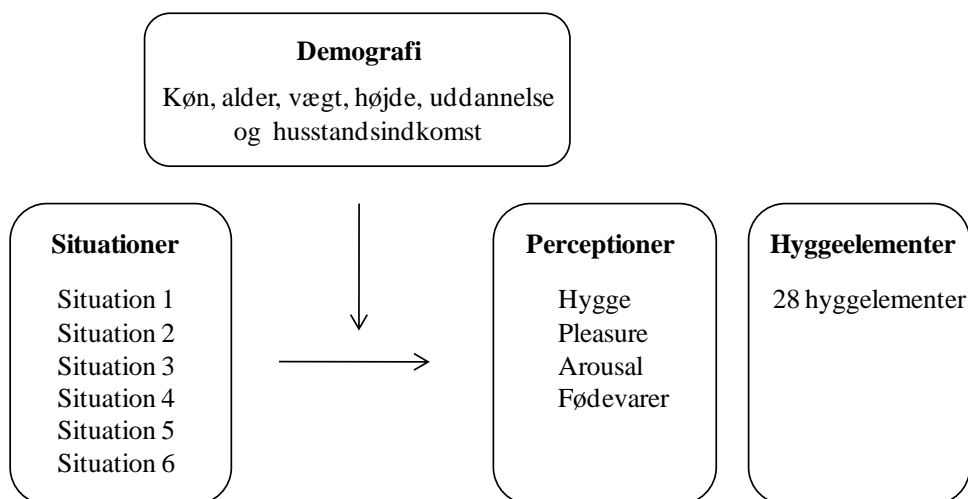 Demografi
Køn, alder, vægt, højde, uddannelse
og husstandsindkomst
Situationer
Situation 1
Situation 2
Situation 3
Situation 4
Situation 5
Situation 6
Perceptioner
Hygge
Pleasure
Arousal
Fødevarer
Hyggeelementer
28 hyggelementer